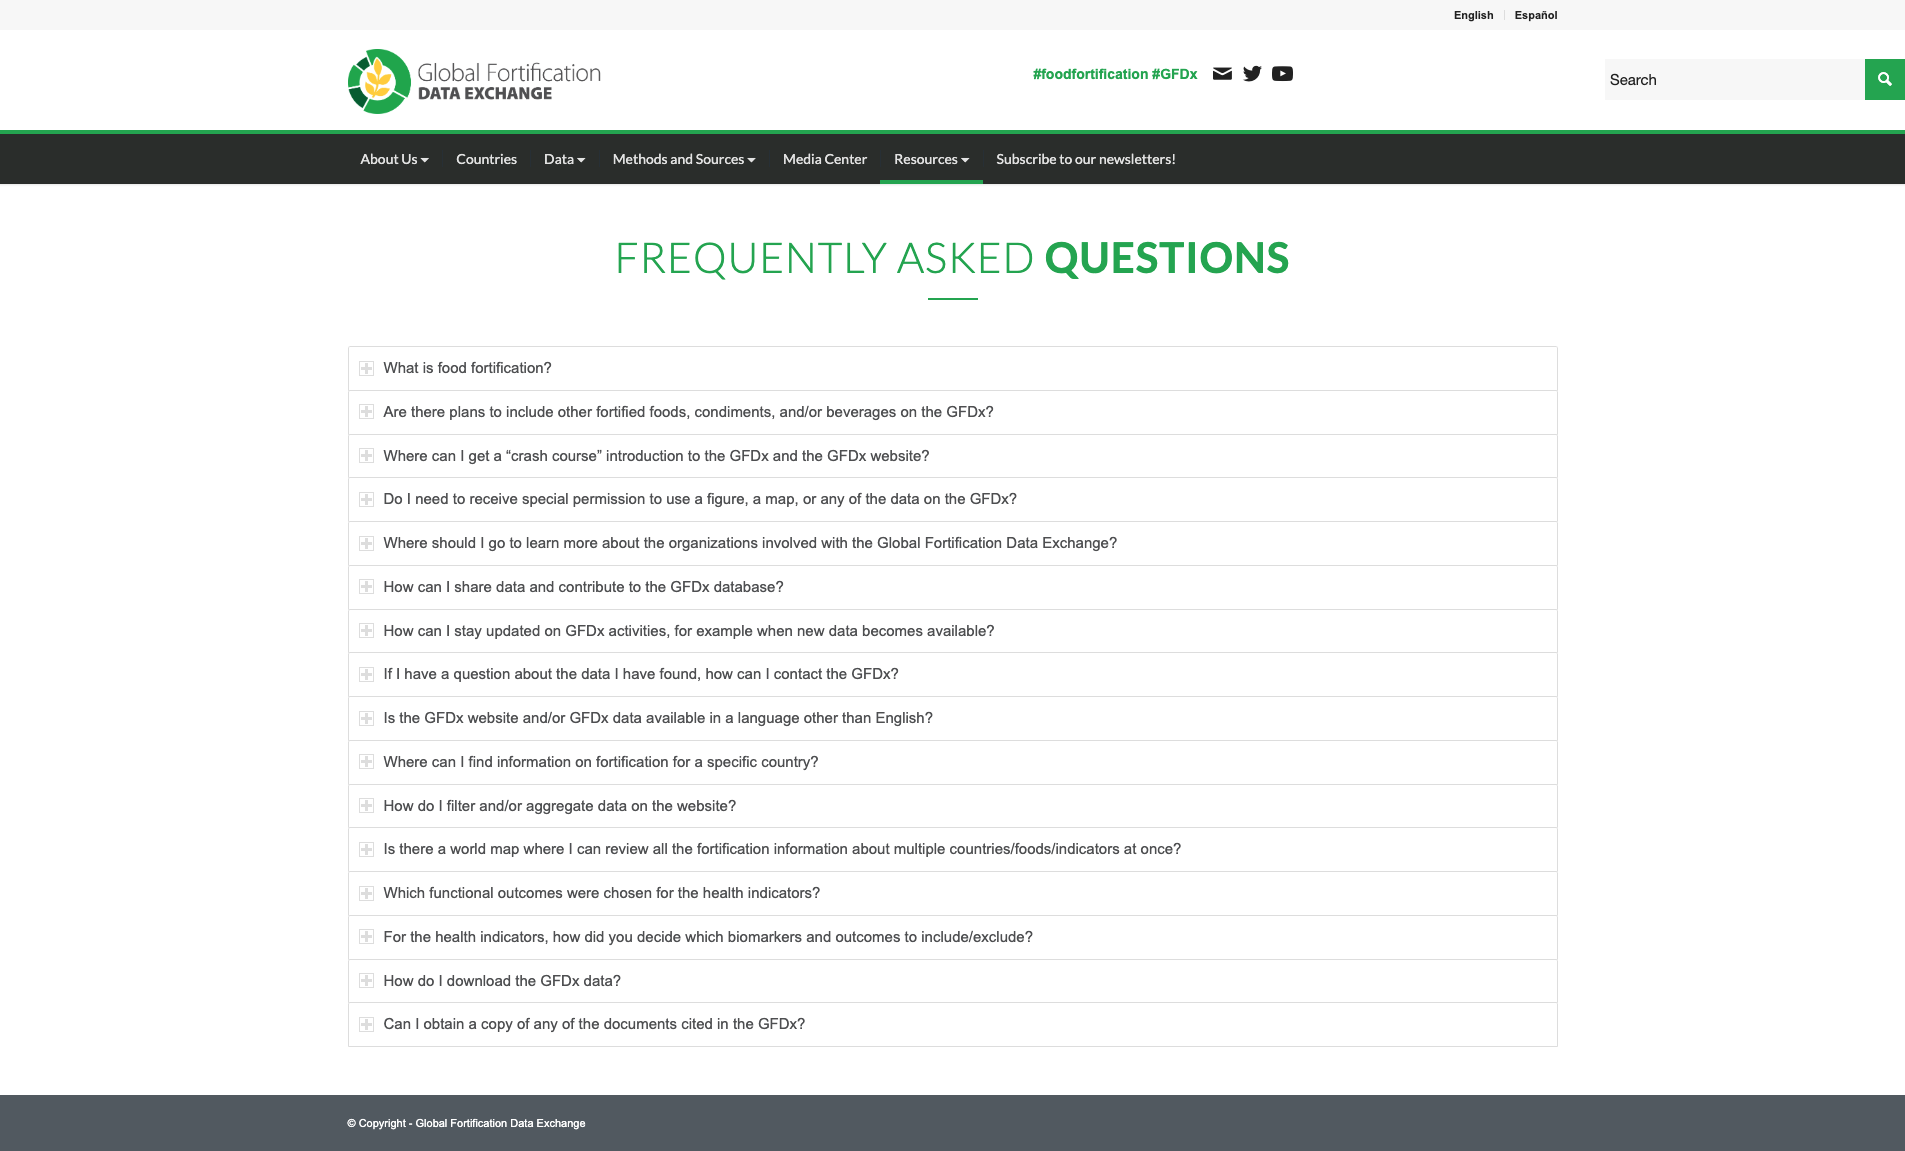 English
Español
Global Fortification
DATA EXCHANGE
#foodfortification #GFDx
Search
About Us
Countries
Data
Methods and Sources
Media Center
Resources
Subscribe to our newsletters!
FREQUENTLY ASKED QUESTIONS
What is food fortification?
Are there plans to include other fortified foods, condiments, and/or beverages on the GFDx?
Where can I get a “crash course” introduction to the GFDx and the GFDx website?
Do I need to receive special permission to use a figure, a map, or any of the data on the GFDx?
Where should I go to learn more about the organizations involved with the Global Fortification Data Exchange?
How can I share data and contribute to the GFDx database?
How can I stay updated on GFDx activities, for example when new data becomes available?
If I have a question about the data I have found, how can I contact the GFDx?
Is the GFDx website and/or GFDx data available in a language other than English?
Where can I find information on fortification for a specific country?
How do I filter and/or aggregate data on the website?
Is there a world map where I can review all the fortification information about multiple countries/foods/indicators at once?
Which functional outcomes were chosen for the health indicators?
For the health indicators, how did you decide which biomarkers and outcomes to include/exclude?
How do I download the GFDx data?
Can I obtain a copy of any of the documents cited in the GFDx?
© Copyright - Global Fortification Data Exchange